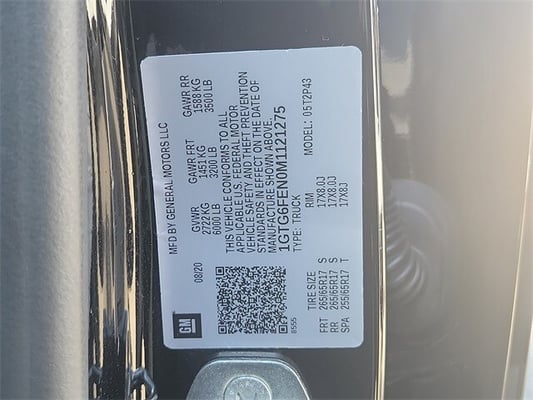 MFD BY GENERAL MOTORS LLC
08/20
GVWR GAWR FRT GAWR RR
2722 KG 1451 KG 1588 KG
6000 LB 3200 LB 3500 LB
THIS VEHICLE CONFORMS TO ALL
APPLICABLE U.S. FEDERAL MOTOR
VEHICLE SAFETY AND THEFT PREVENTION
STANDARDS IN EFFECT ON THE DATE OF
MANUFACTURE SHOWN ABOVE.
1GTG6FEN0M1121275
TYPE: TRUCK MODEL: 05T2P43
GM
8555
TIRE SIZE RIM
FRT 265/65R17 S 17X8.0J
RR 265/65R17 S 17X8.0J
SPA 255/65R17 T 17X8J